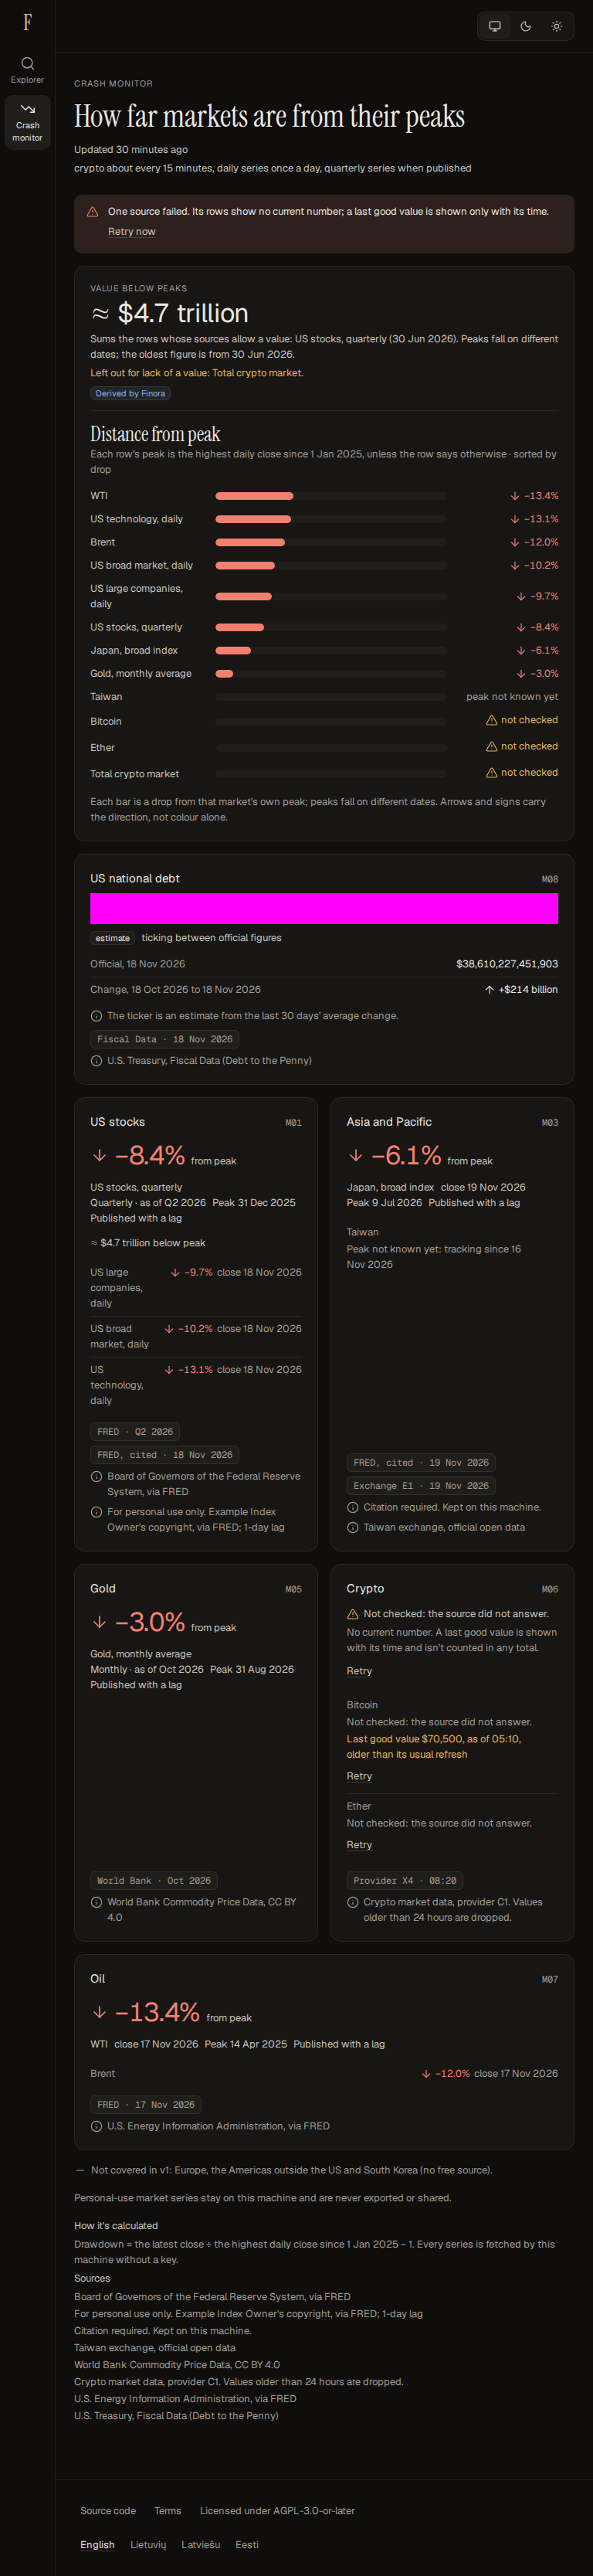 F
Explorer
Crash
monitor
CRASH MONITOR
How far markets are from their peaks
Updated 30 minutes ago
crypto about every 15 minutes, daily series once a day, quarterly series when published
One source failed. Its rows show no current number; a last good value is shown only with its time.
Retry now
VALUE BELOW PEAKS
≈ $4.7 trillion
Sums the rows whose sources allow a value: US stocks, quarterly (30 Jun 2026). Peaks fall on different
dates; the oldest figure is from 30 Jun 2026.
Left out for lack of a value: Total crypto market.
Derived by Finora
Distance from peak
Each row's peak is the highest daily close since 1 Jan 2025, unless the row says otherwise · sorted by
drop
WTI ↓ −13.4%
US technology, daily ↓ −13.1%
Brent ↓ −12.0%
US broad market, daily ↓ −10.2%
US large companies,
daily ↓ −9.7%
US stocks, quarterly ↓ −8.4%
Japan, broad index ↓ −6.1%
Gold, monthly average ↓ −3.0%
Taiwan peak not known yet
Bitcoin not checked
Ether not checked
Total crypto market not checked
Each bar is a drop from that market's own peak; peaks fall on different dates. Arrows and signs carry
the direction, not colour alone.
US national debt M08
estimate ticking between official figures
Official, 18 Nov 2026 $38,610,227,451,903
Change, 18 Oct 2026 to 18 Nov 2026 ↑ +$214 billion
The ticker is an estimate from the last 30 days' average change.
Fiscal Data · 18 Nov 2026
U.S. Treasury, Fiscal Data (Debt to the Penny)
US stocks M01
↓ −8.4% from peak
US stocks, quarterly
Quarterly · as of Q2 2026 Peak 31 Dec 2025
Published with a lag
≈ $4.7 trillion below peak
US large
companies,
daily ↓ −9.7% close 18 Nov 2026
US broad
market, daily ↓ −10.2% close 18 Nov 2026
US
technology,
daily ↓ −13.1% close 18 Nov 2026
FRED · Q2 2026
FRED, cited · 18 Nov 2026
Board of Governors of the Federal Reserve
System, via FRED
For personal use only. Example Index
Owner's copyright, via FRED; 1-day lag
Asia and Pacific M03
↓ −6.1% from peak
Japan, broad index close 19 Nov 2026
Peak 9 Jul 2026 Published with a lag
Taiwan
Peak not known yet: tracking since 16
Nov 2026
FRED, cited · 19 Nov 2026
Exchange E1 · 19 Nov 2026
Citation required. Kept on this machine.
Taiwan exchange, official open data
Gold M05
↓ −3.0% from peak
Gold, monthly average
Monthly · as of Oct 2026 Peak 31 Aug 2026
Published with a lag
World Bank · Oct 2026
World Bank Commodity Price Data, CC BY
4.0
Crypto M06
Not checked: the source did not answer.
No current number. A last good value is shown
with its time and isn't counted in any total.
Retry
Bitcoin
Not checked: the source did not answer.
Last good value $70,500, as of 05:10,
older than its usual refresh
Retry
Ether
Not checked: the source did not answer.
Retry
Provider X4 · 08:20
Crypto market data, provider C1. Values
older than 24 hours are dropped.
Oil M07
↓ −13.4% from peak
WTI close 17 Nov 2026 Peak 14 Apr 2025 Published with a lag
Brent ↓ −12.0% close 17 Nov 2026
FRED · 17 Nov 2026
U.S. Energy Information Administration, via FRED
— Not covered in v1: Europe, the Americas outside the US and South Korea (no free source).
Personal-use market series stay on this machine and are never exported or shared.
How it's calculated
Drawdown = the latest close ÷ the highest daily close since 1 Jan 2025 − 1. Every series is fetched by this
machine without a key.
Sources
Board of Governors of the Federal Reserve System, via FRED
For personal use only. Example Index Owner's copyright, via FRED; 1-day lag
Citation required. Kept on this machine.
Taiwan exchange, official open data
World Bank Commodity Price Data, CC BY 4.0
Crypto market data, provider C1. Values older than 24 hours are dropped.
U.S. Energy Information Administration, via FRED
U.S. Treasury, Fiscal Data (Debt to the Penny)
Source code Terms Licensed under AGPL-3.0-or-later
English Lietuvių Latviešu Eesti